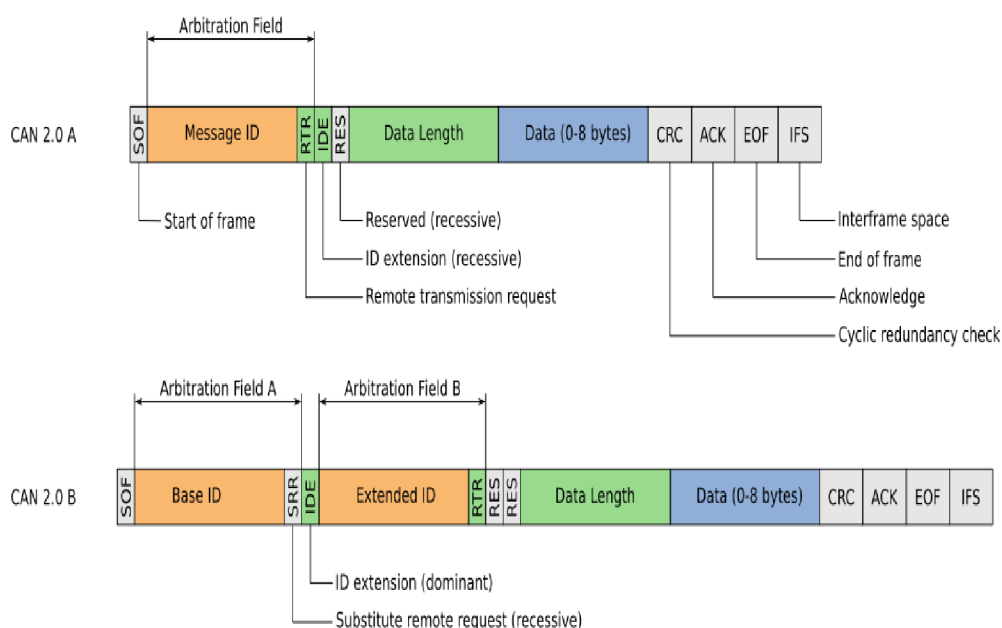 Arbitration Field
CAN 2.0 A
SOF
Message ID
RTR
IDE
RES
Data Length
Data (0-8 bytes)
CRC
ACK
EOF
IFS
Start of frame
Reserved (recessive)
Interframe space
ID extension (recessive)
End of frame
Remote transmission request
Acknowledge
Cyclic redundancy check
Arbitration Field A
Arbitration Field B
CAN 2.0 B
SOF
Base ID
SRR
IDE
Extended ID
RTR
RES
RES
Data Length
Data (0-8 bytes)
CRC
ACK
EOF
IFS
ID extension (dominant)
Substitute remote request (recessive)